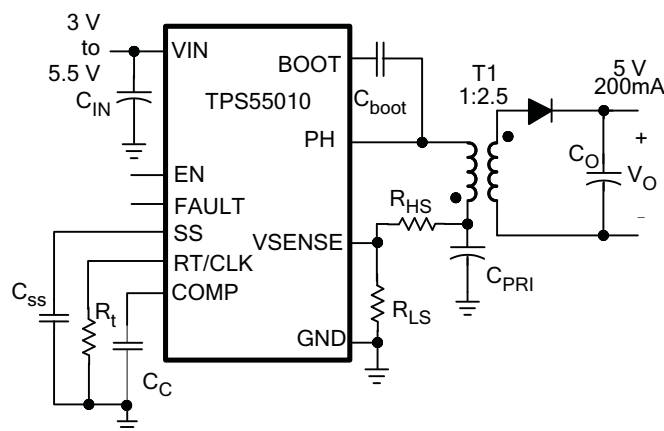 3 V
to
5.5 V
VIN
C_IN
BOOT
TPS55010
C_boot
T1
1:2.5
5 V
200mA
PH
+
C_O
V_O
−
EN
FAULT
SS
RT/CLK
COMP
VSENSE
R_HS
C_PRI
C_ss
R_t
C_C
R_LS
GND